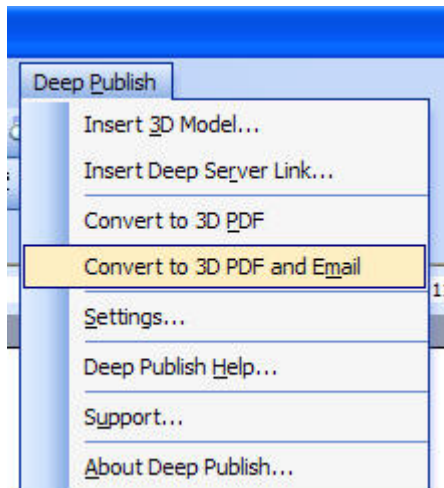 Deep Publish
Insert 3D Model...
Insert Deep Server Link...
Convert to 3D PDF
Convert to 3D PDF and Email
Settings...
Deep Publish Help...
Support...
About Deep Publish...